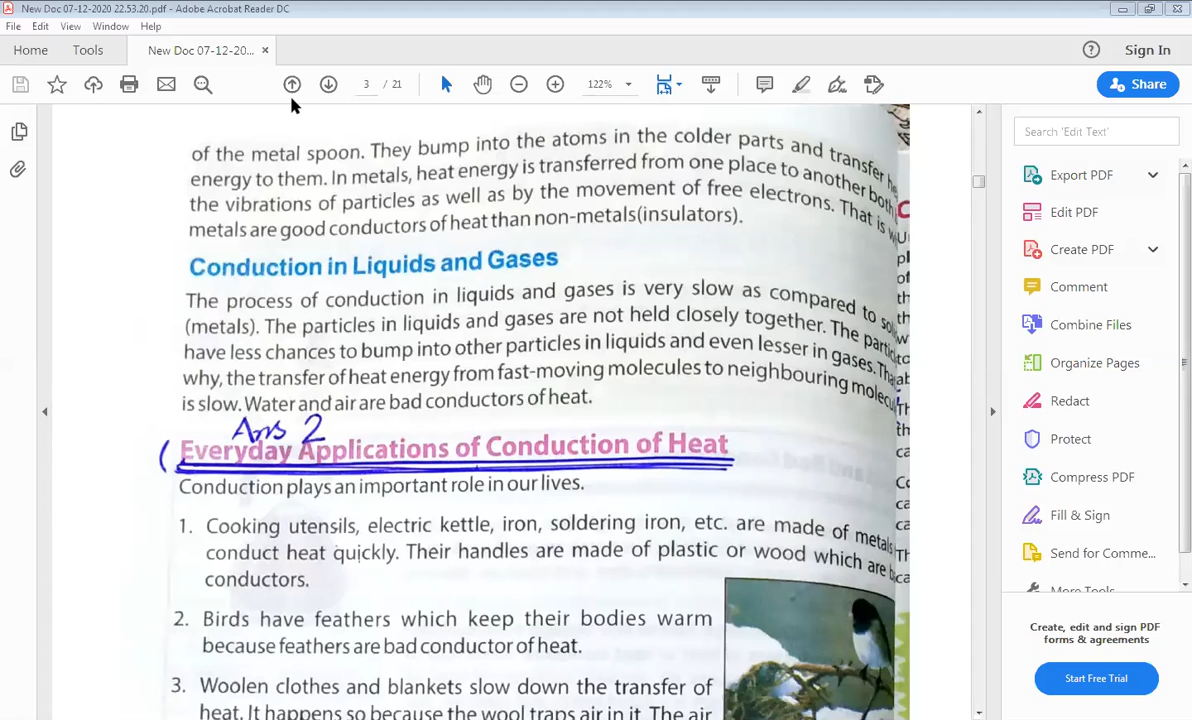 New Doc 07-12-2020 22.53.20.pdf - Adobe Acrobat Reader DC
File Edit View Window Help
Home Tools New Doc 07-12-20... × Sign In
3 / 21 122% Share
of the metal spoon. They bump into the atoms in the colder parts and transfer
energy to them. In metals, heat energy is transferred from one place to another both
the vibrations of particles as well as by the movement of free electrons. That is
metals are good conductors of heat than non-metals(insulators).
Conduction in Liquids and Gases
The process of conduction in liquids and gases is very slow as compared to
(metals). The particles in liquids and gases are not held closely together. The
have less chances to bump into other particles in liquids and even lesser in gases.
why, the transfer of heat energy from fast-moving molecules to neighbouring
is slow. Water and air are bad conductors of heat.
Ans 2
Everyday Applications of Conduction of Heat
Conduction plays an important role in our lives.
1. Cooking utensils, electric kettle, iron, soldering iron, etc. are made of metals
conduct heat quickly. Their handles are made of plastic or wood which are
conductors.
2. Birds have feathers which keep their bodies warm
because feathers are bad conductor of heat.
3. Woolen clothes and blankets slow down the transfer of
heat. It happens so because the wool traps air in it. The air
Search 'Edit Text'
Export PDF
Edit PDF
Create PDF
Comment
Combine Files
Organize Pages
Redact
Protect
Compress PDF
Fill & Sign
Send for Comme...
More Tools
Create, edit and sign PDF
forms & agreements
Start Free Trial